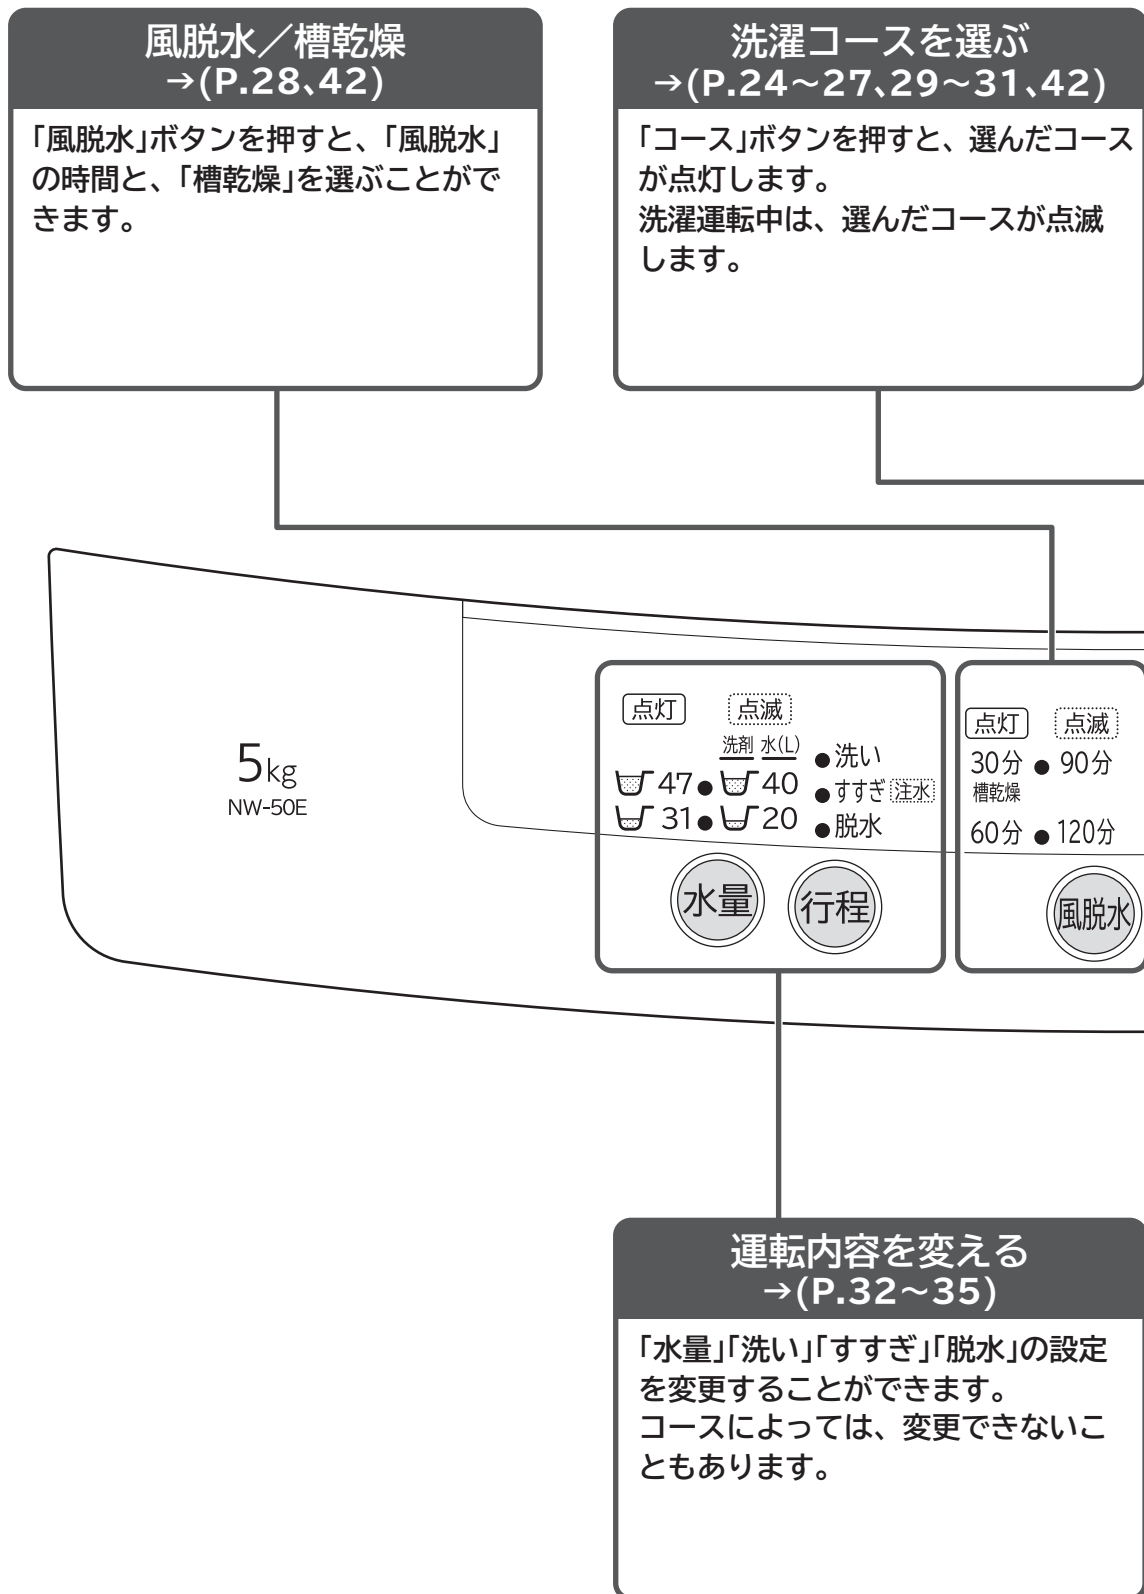 風脱水／槽乾燥
→(P.28、42)
「風脱水」ボタンを押すと、「風脱水」
の時間と、「槽乾燥」を選ぶことがで
きます。
洗濯コースを選ぶ
→(P.24～27、29～31、42)
「コース」ボタンを押すと、選んだコース
が点灯します。
洗濯運転中は、選んだコースが点滅
します。
5kg
NW-50E
点灯 点滅
洗剤 水(L)
47 40
31 20
洗い
すすぎ 注水
脱水
水量 行程
点灯 点滅
30分 90分
槽乾燥
60分 120分
風脱水
運転内容を変える
→(P.32～35)
「水量」「洗い」「すすぎ」「脱水」の設定
を変更することができます。
コースによっては、変更できないこ
ともあります。